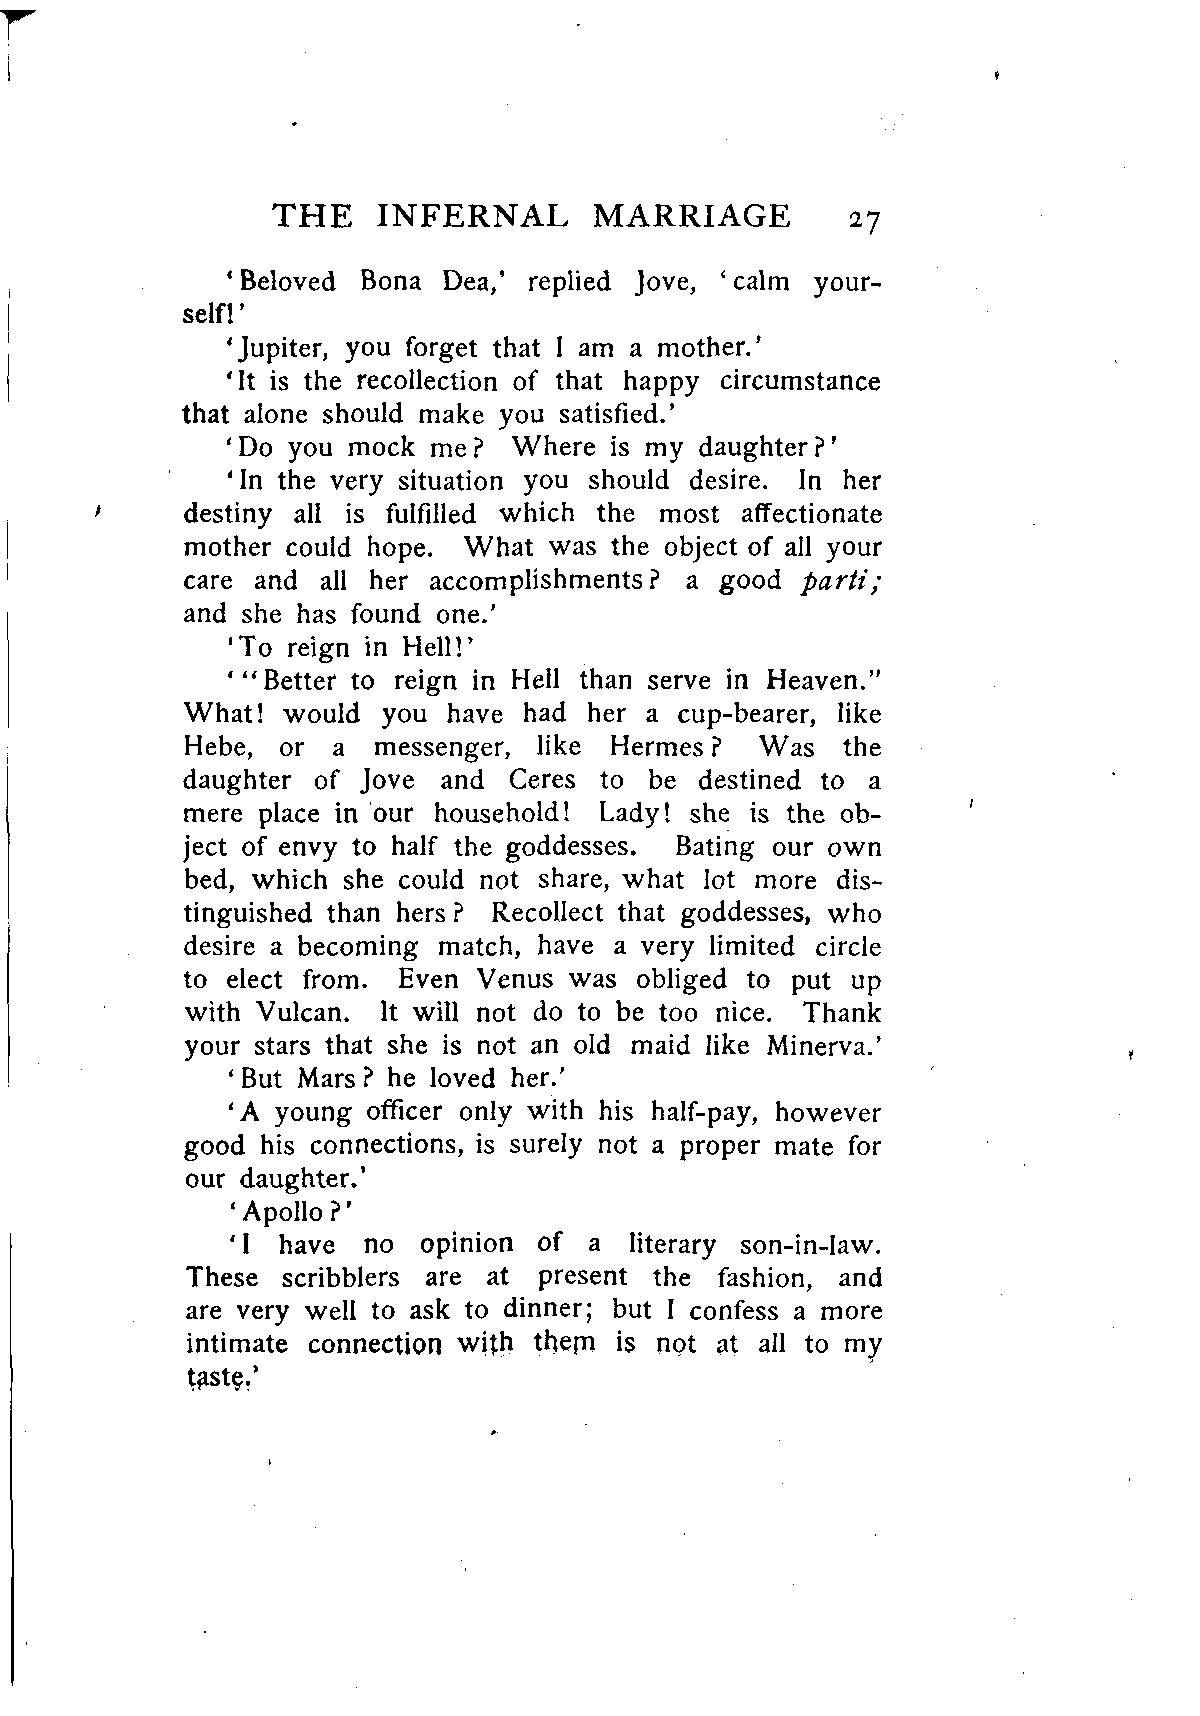 THE INFERNAL MARRIAGE 27
‘Beloved Bona Dea,’ replied Jove, ‘calm your-
self!’
‘Jupiter, you forget that I am a mother.’
‘It is the recollection of that happy circumstance
that alone should make you satisfied.’
‘Do you mock me? Where is my daughter?’
‘In the very situation you should desire. In her
destiny all is fulfilled which the most affectionate
mother could hope. What was the object of all your
care and all her accomplishments? a good parti;
and she has found one.’
‘To reign in Hell!’
‘“Better to reign in Hell than serve in Heaven.”
What! would you have had her a cup-bearer, like
Hebe, or a messenger, like Hermes? Was the
daughter of Jove and Ceres to be destined to a
mere place in our household! Lady! she is the ob-
ject of envy to half the goddesses. Bating our own
bed, which she could not share, what lot more dis-
tinguished than hers? Recollect that goddesses, who
desire a becoming match, have a very limited circle
to elect from. Even Venus was obliged to put up
with Vulcan. It will not do to be too nice. Thank
your stars that she is not an old maid like Minerva.’
‘But Mars? he loved her.’
‘A young officer only with his half-pay, however
good his connections, is surely not a proper mate for
our daughter.’
‘Apollo?’
‘I have no opinion of a literary son-in-law.
These scribblers are at present the fashion, and
are very well to ask to dinner; but I confess a more
intimate connection with them is not at all to my
taste.’